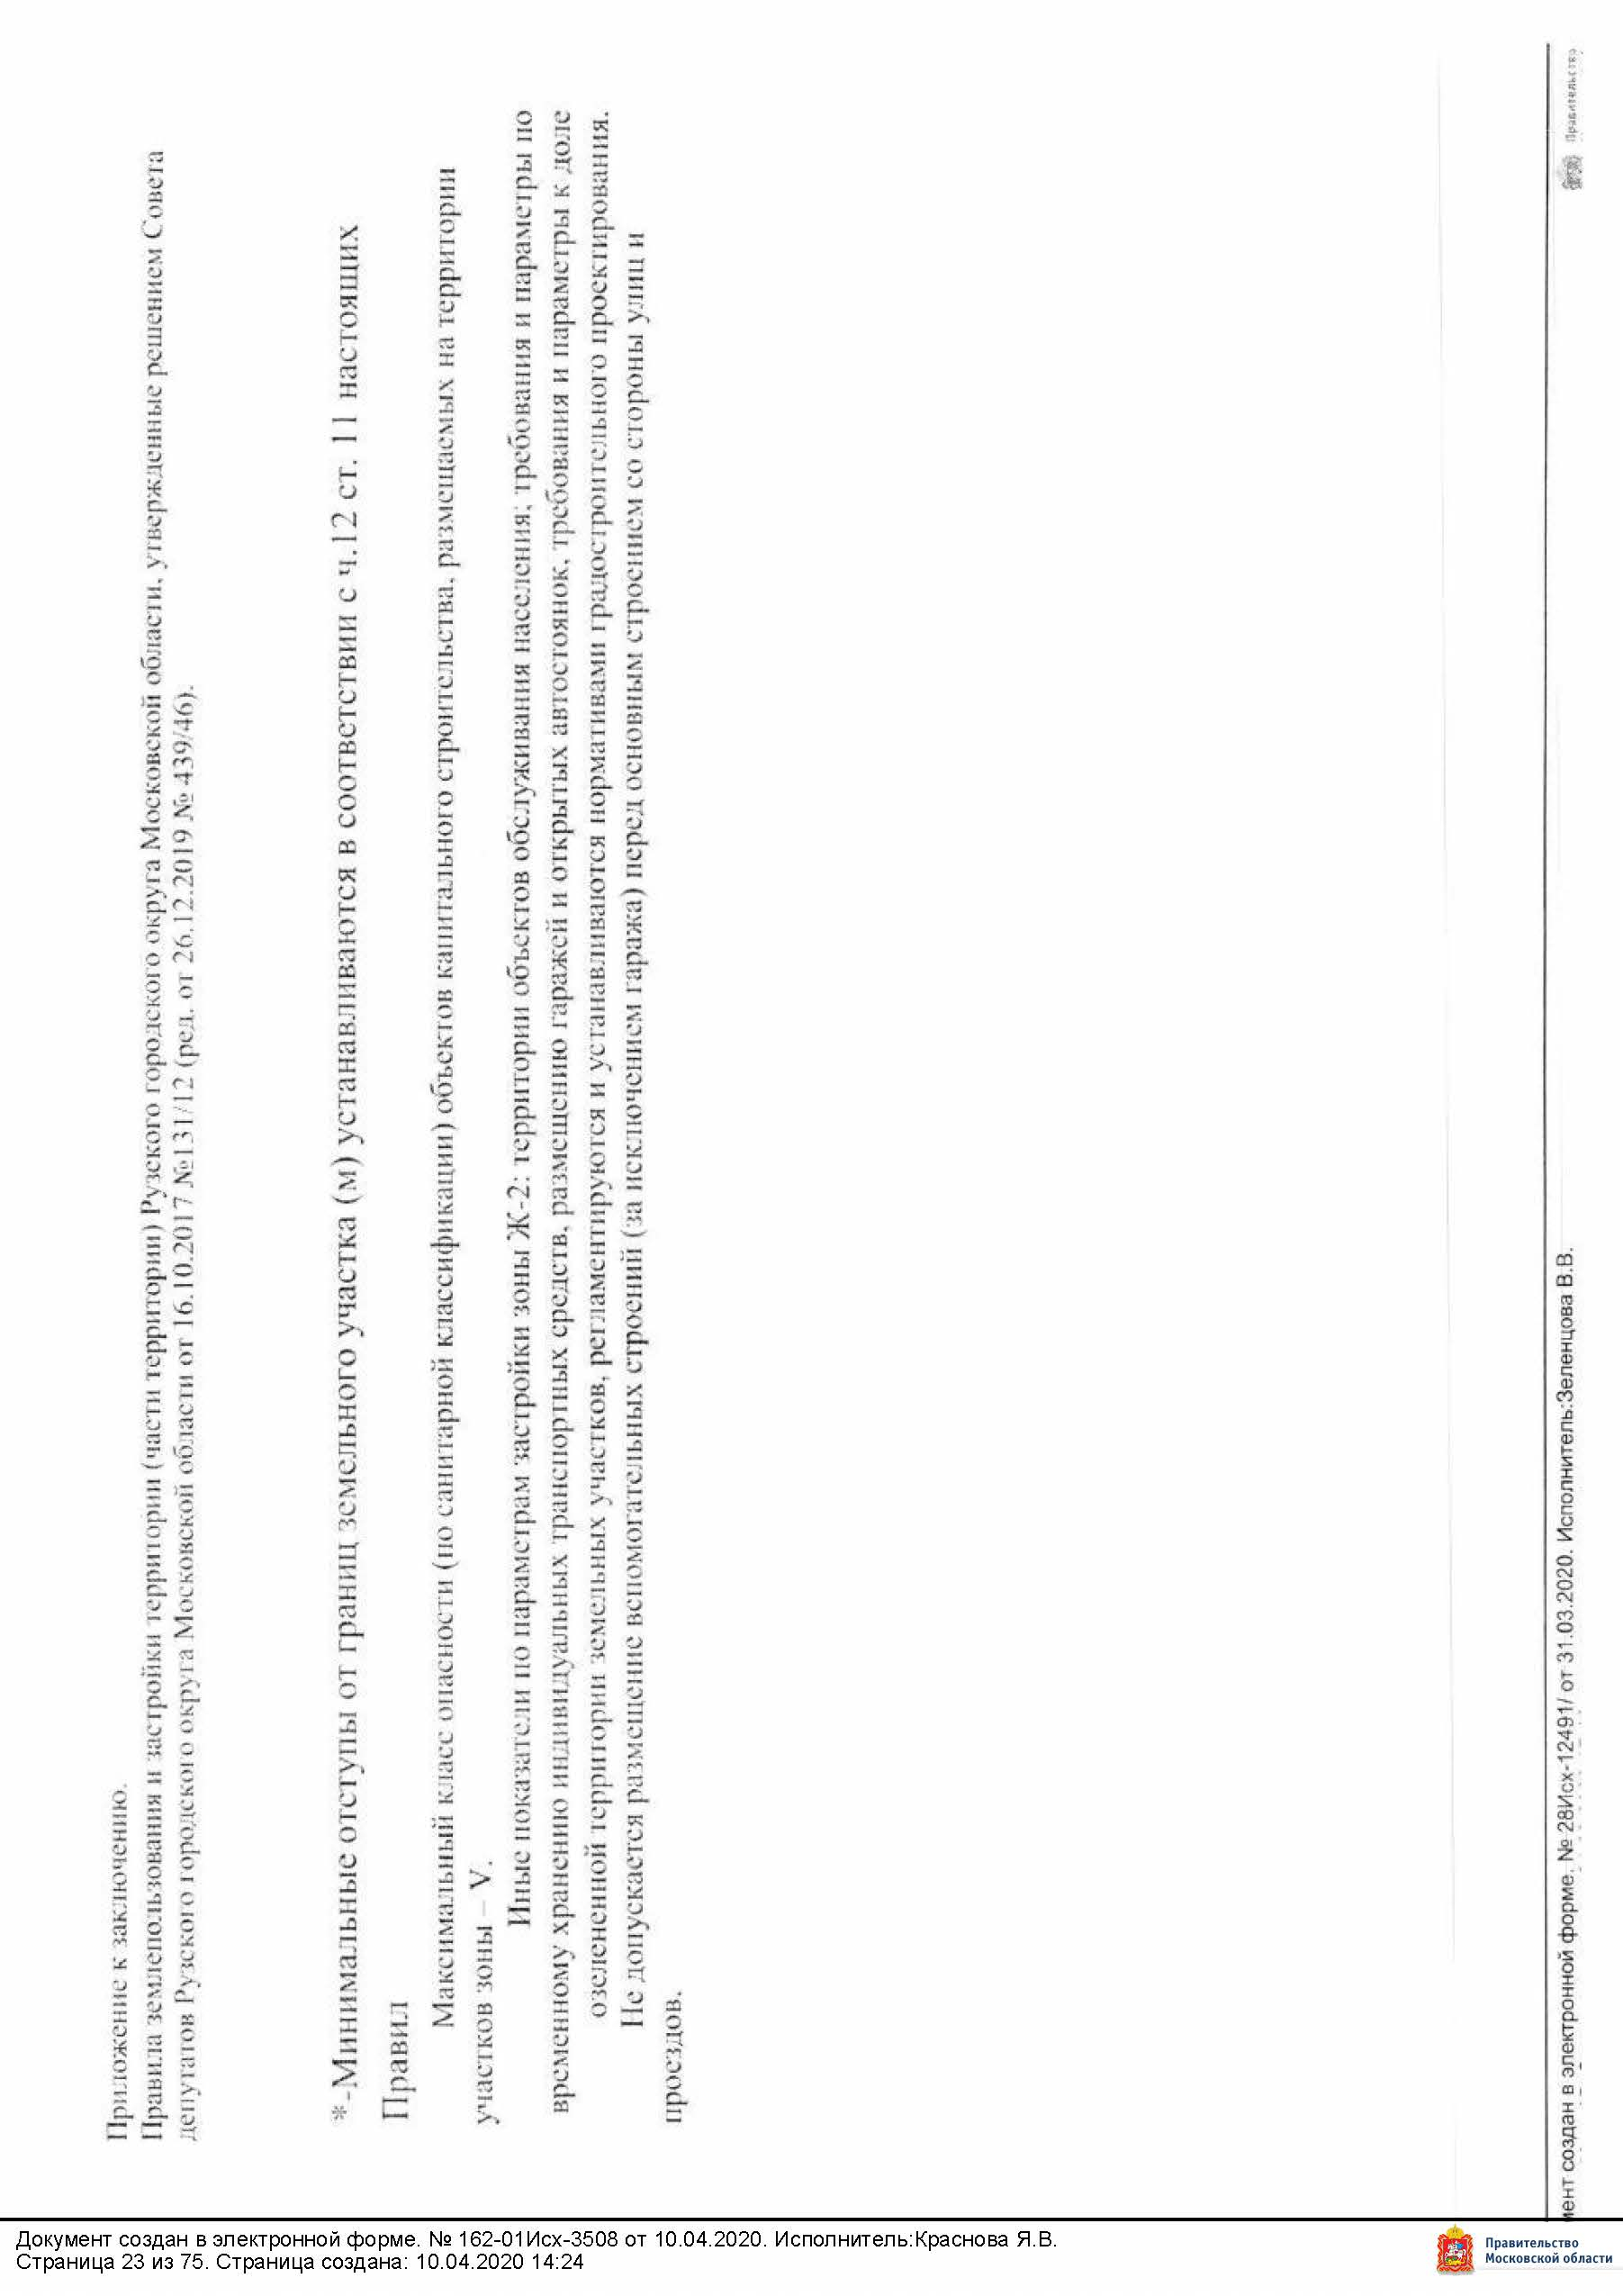 Приложение к заключению.
Правила землепользования и застройки территории (части территории) Рузского городского округа Московской области, утвержденные решением Совета
депутатов Рузского городского округа Московской области от 16.10.2017 №131/12 (ред. от 26.12.2019 № 439/46).
*-Минимальные отступы от границ земельного участка (м) устанавливаются в соответствии с ч.12 ст. 11 настоящих
Правил
Максимальный класс опасности (по санитарной классификации) объектов капитального строительства, размещаемых на территории
участков зоны – V.
Иные показатели по параметрам застройки зоны Ж-2: территории объектов обслуживания населения; требования и параметры по
временному хранению индивидуальных транспортных средств, размещению гаражей и открытых автостоянок, требования и параметры к доле
озелененной территории земельных участков, регламентируются и устанавливаются нормативами градостроительного проектирования.
Не допускается размещение вспомогательных строений (за исключением гаража) перед основным строением со стороны улиц и
проездов.
мент создан в электронной форме. № 28Исх-12491/ от 31.03.2020. Исполнитель:Зеленцова В.В.
Правительство
Документ создан в электронной форме. № 162-01Исх-3508 от 10.04.2020. Исполнитель:Краснова Я.В.
Страница 23 из 75. Страница создана: 10.04.2020 14:24
Правительство
Московской области